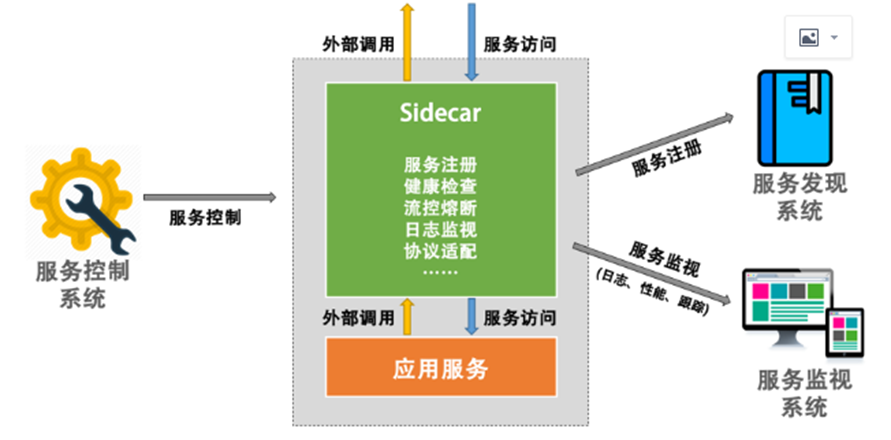 外部调用
服务访问
Sidecar
服务注册
健康检查
流控熔断
日志监视
协议适配
……
服务控制
服务控制
系统
服务注册
服务发现
系统
服务监视
(日志、性能、跟踪)
服务监视
系统
外部调用
服务访问
应用服务